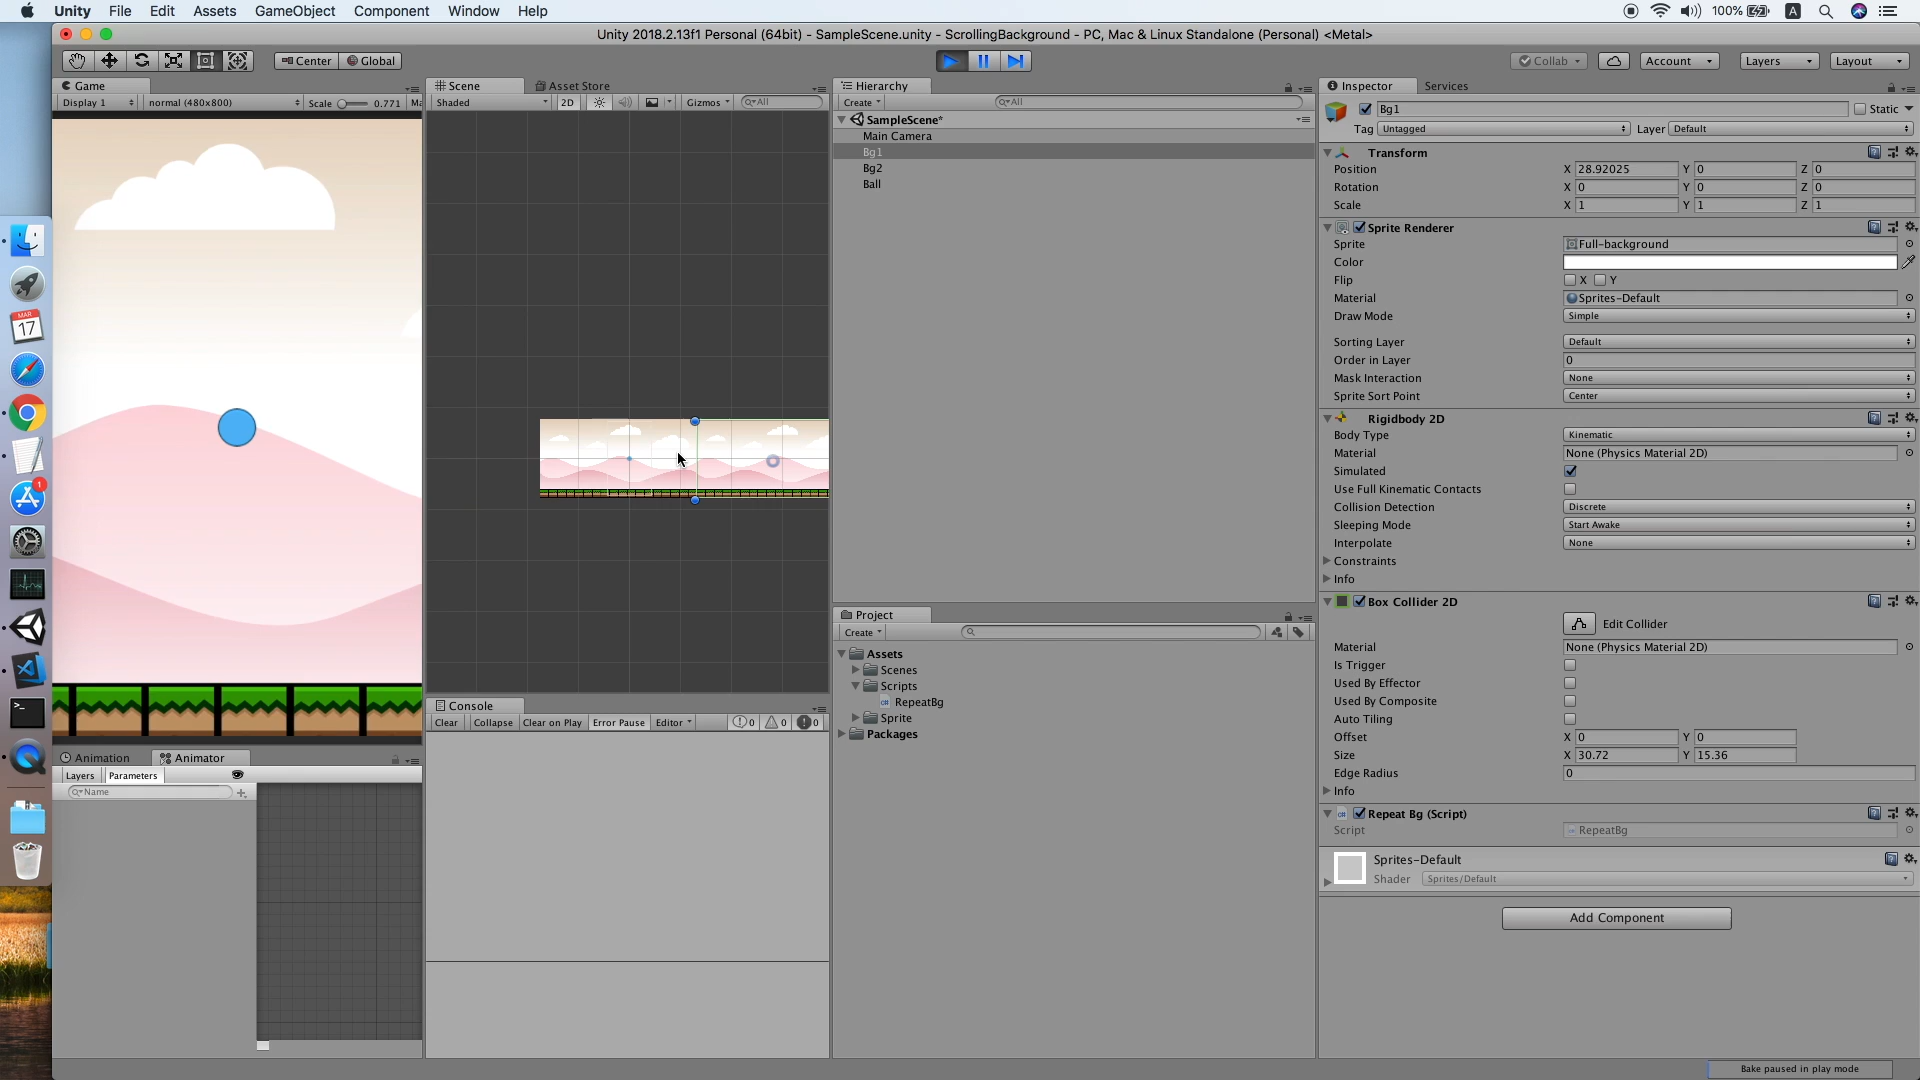 Unity File Edit Assets GameObject Component Window Help 100% A
Unity 2018.2.13f1 Personal (64bit) - SampleScene.unity - ScrollingBackground - PC, Mac & Linux Standalone (Personal) <Metal>
Center Global Collab Account Layers Layout
Game
Display 1 normal (480x800) Scale 0.771 Ma
Scene Asset Store
Shaded 2D Gizmos All
Hierarchy
Create All
SampleScene*
Main Camera
Bg1
Bg2
Ball
Inspector Services
Bg1 Static
Tag Untagged Layer Default
Transform
Position X 28.92025 Y 0 Z 0
Rotation X 0 Y 0 Z 0
Scale X 1 Y 1 Z 1
Sprite Renderer
Sprite Full-background
Color
Flip X Y
Material Sprites-Default
Draw Mode Simple
Sorting Layer Default
Order in Layer 0
Mask Interaction None
Sprite Sort Point Center
Rigidbody 2D
Body Type Kinematic
Material None (Physics Material 2D)
Simulated
Use Full Kinematic Contacts
Collision Detection Discrete
Sleeping Mode Start Awake
Interpolate None
Constraints
Info
Box Collider 2D
Edit Collider
Material None (Physics Material 2D)
Is Trigger
Used By Effector
Used By Composite
Auto Tiling
Offset X 0 Y 0
Size X 30.72 Y 15.36
Edge Radius 0
Info
Repeat Bg (Script)
Script RepeatBg
Sprites-Default
Shader Sprites/Default
Add Component
Project
Create
Assets
Scenes
Scripts
RepeatBg
Sprite
Packages
Console
Clear Collapse Clear on Play Error Pause Editor 0 0 0
Animation Animator
Layers Parameters
Name
MAR
17
1
Bake paused in play mode